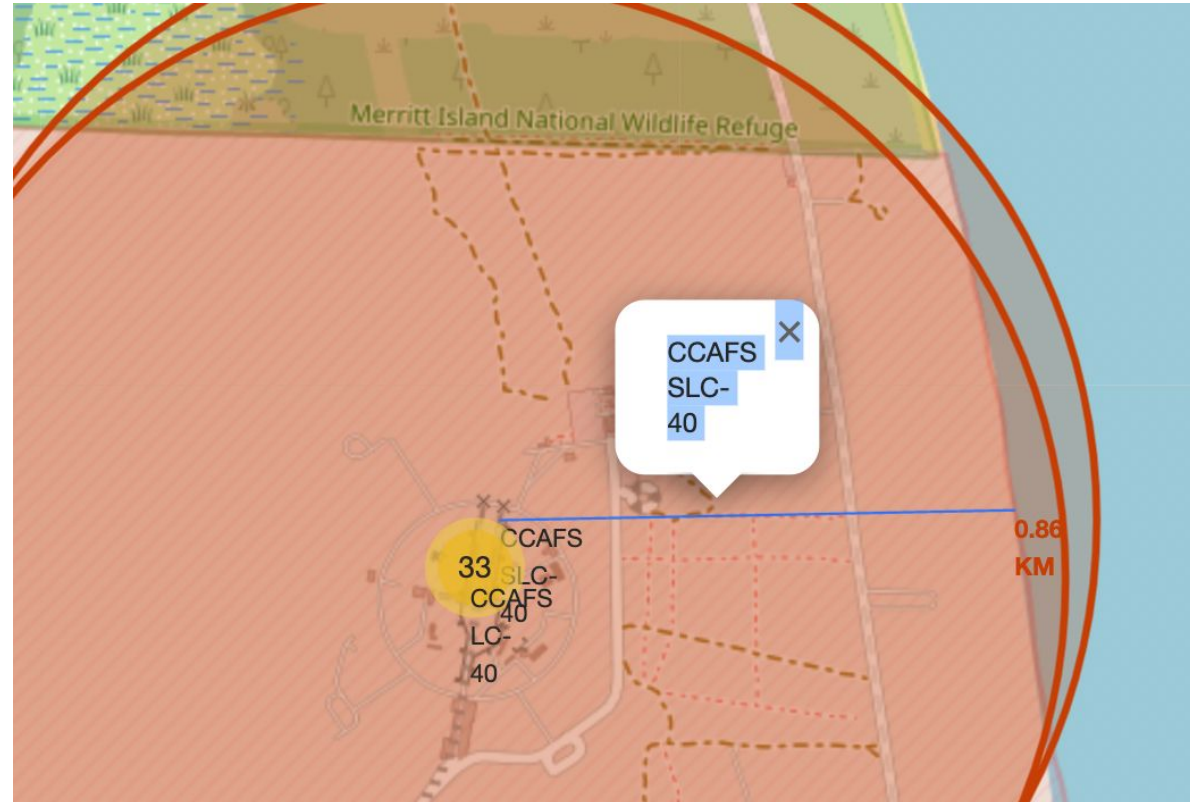 Merritt Island National Wildlife Refuge
×
CCAFS
SLC-
40
0.86
KM
33
CCAFS
SLC-
40
CCAFS
LC-
40